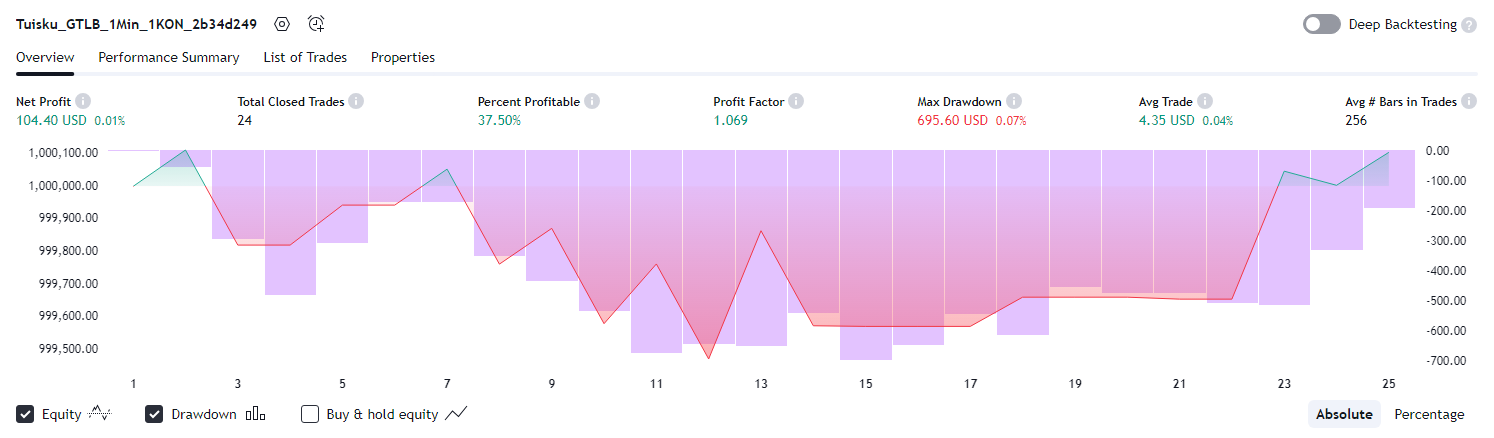 Tuisku_GTLB_1Min_1KON_2b34d249
Deep Backtesting ?
Overview Performance Summary List of Trades Properties
Net Profit Total Closed Trades Percent Profitable Profit Factor Max Drawdown Avg Trade Avg # Bars in Trades
104.40 USD 0.01% 24 37.50% 1.069 695.60 USD 0.07% 4.35 USD 0.04% 256
1,000,100.00 0.00
1,000,000.00 -100.00
999,900.00 -200.00
999,800.00 -300.00
999,700.00 -400.00
999,600.00 -500.00
999,500.00 -600.00
-700.00
1 3 5 7 9 11 13 15 17 19 21 23 25
Equity Drawdown Buy & hold equity Absolute Percentage